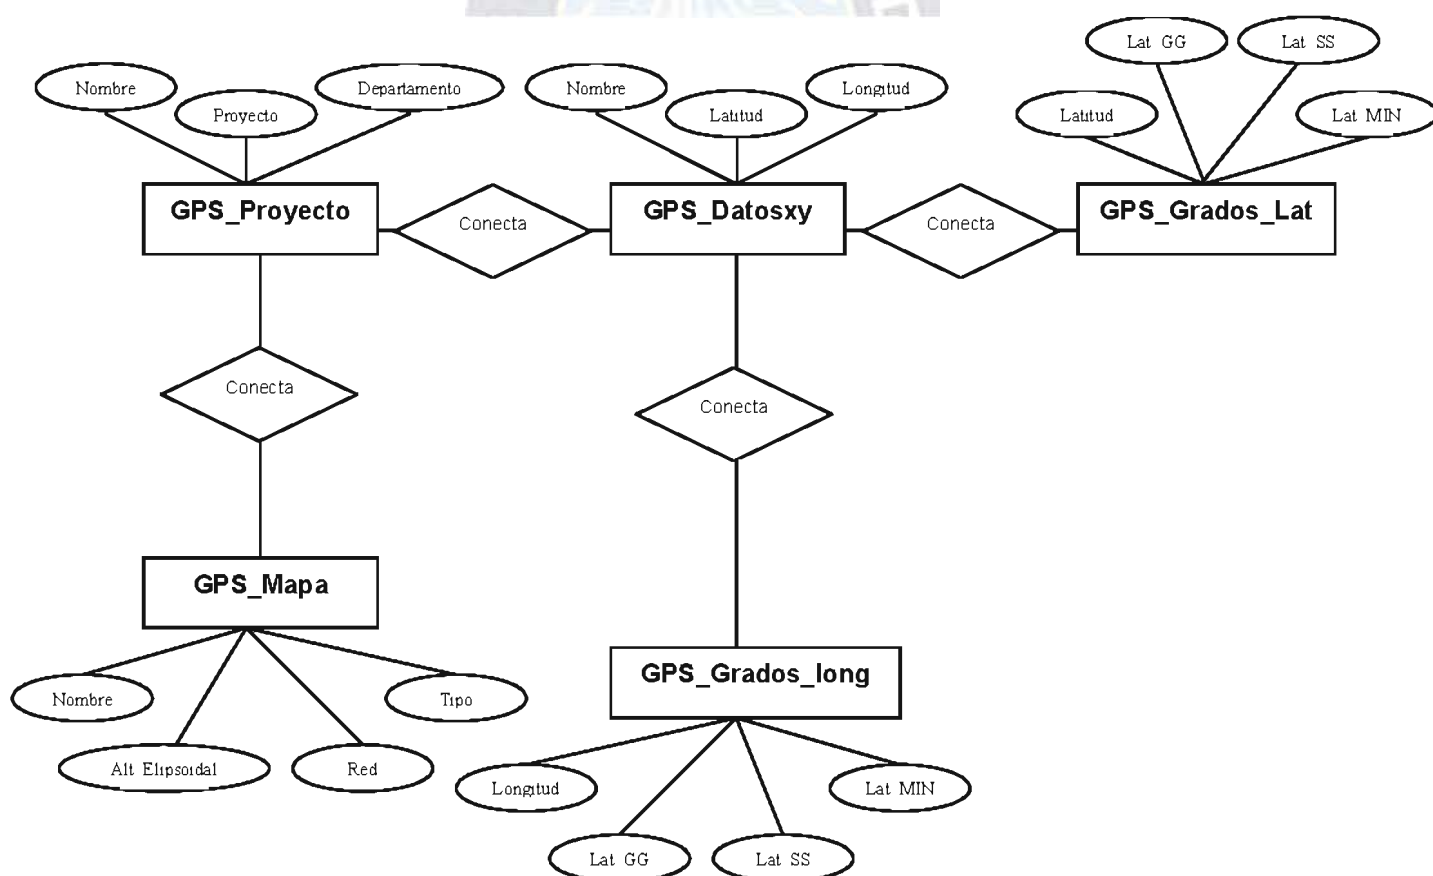 Lat GG
Lat SS
Nombre
Departamento
Nombre
Longitud
Proyecto
Latitud
Latitud
Lat MIN
GPS_Proyecto
Conecta
GPS_Datosxy
Conecta
GPS_Grados_Lat
Conecta
Conecta
GPS_Mapa
GPS_Grados_long
Nombre
Tipo
Alt Elipsoidal
Red
Longitud
Lat MIN
Lat GG
Lat SS